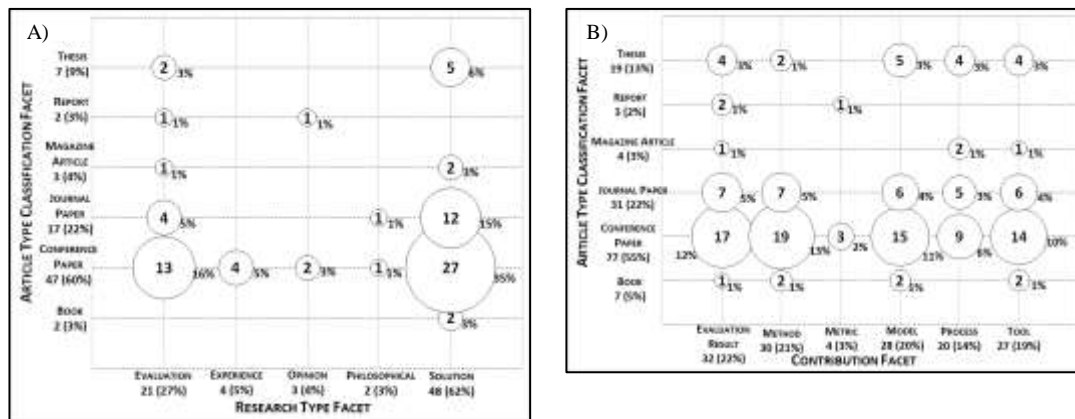 A)
ARTICLE TYPE CLASSIFICATION FACET
THESIS
7 (9%)
2 3%
5 6%
REPORT
2 (3%)
1 1%
1 1%
MAGAZINE
ARTICLE
3 (4%)
1 1%
2 3%
JOURNAL
PAPER
17 (22%)
4 5%
1 1%
12 15%
CONFERENCE
PAPER
47 (60%)
13 16%
4 5%
2 3%
1 1%
27 35%
BOOK
2 (3%)
2 3%
EVALUATION
21 (27%)
EXPERIENCE
4 (5%)
OPINION
3 (4%)
PHILOSOPHICAL
2 (3%)
SOLUTION
48 (62%)
RESEARCH TYPE FACET
B)
ARTICLE TYPE CLASSIFICATION FACET
THESIS
19 (13%)
4 3%
2 1%
5 3%
4 3%
4 3%
REPORT
3 (2%)
2 1%
1 1%
MAGAZINE ARTICLE
4 (3%)
1 1%
2 1%
1 1%
JOURNAL PAPER
31 (22%)
7 5%
7 5%
6 4%
5 3%
6 4%
CONFERENCE
PAPER
77 (55%)
17 12%
19 13%
3 2%
15 11%
9 6%
14 10%
BOOK
7 (5%)
1 1%
2 1%
2 1%
2 1%
EVALUATION
RESULT
32 (22%)
METHOD
30 (21%)
METRIC
4 (3%)
MODEL
28 (20%)
PROCESS
20 (14%)
TOOL
27 (19%)
CONTRIBUTION FACET